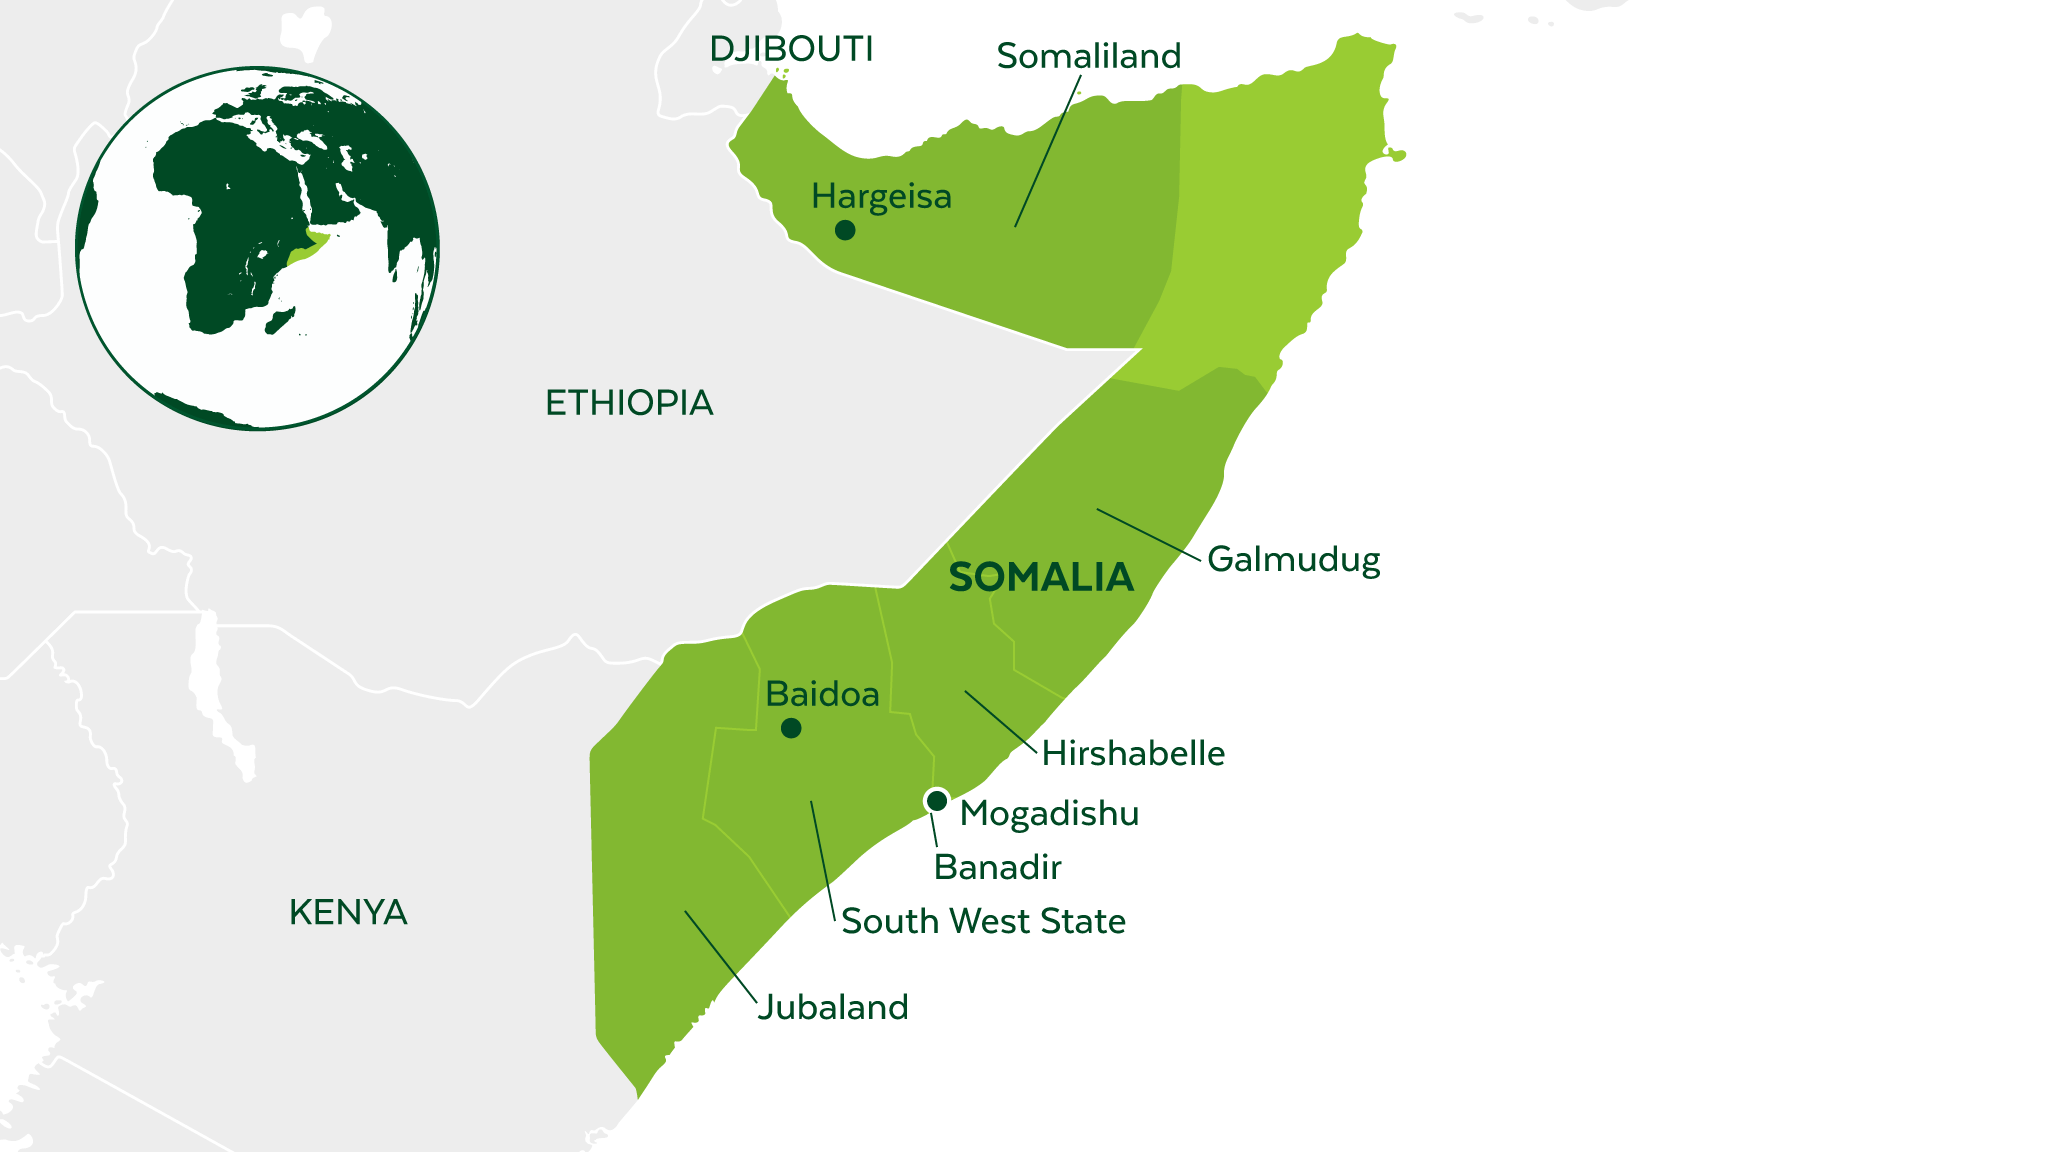 DJIBOUTI
Somaliland
Hargeisa
ETHIOPIA
Galmudug
SOMALIA
Baidoa
Hirshabelle
Mogadishu
Banadir
KENYA
South West State
Jubaland